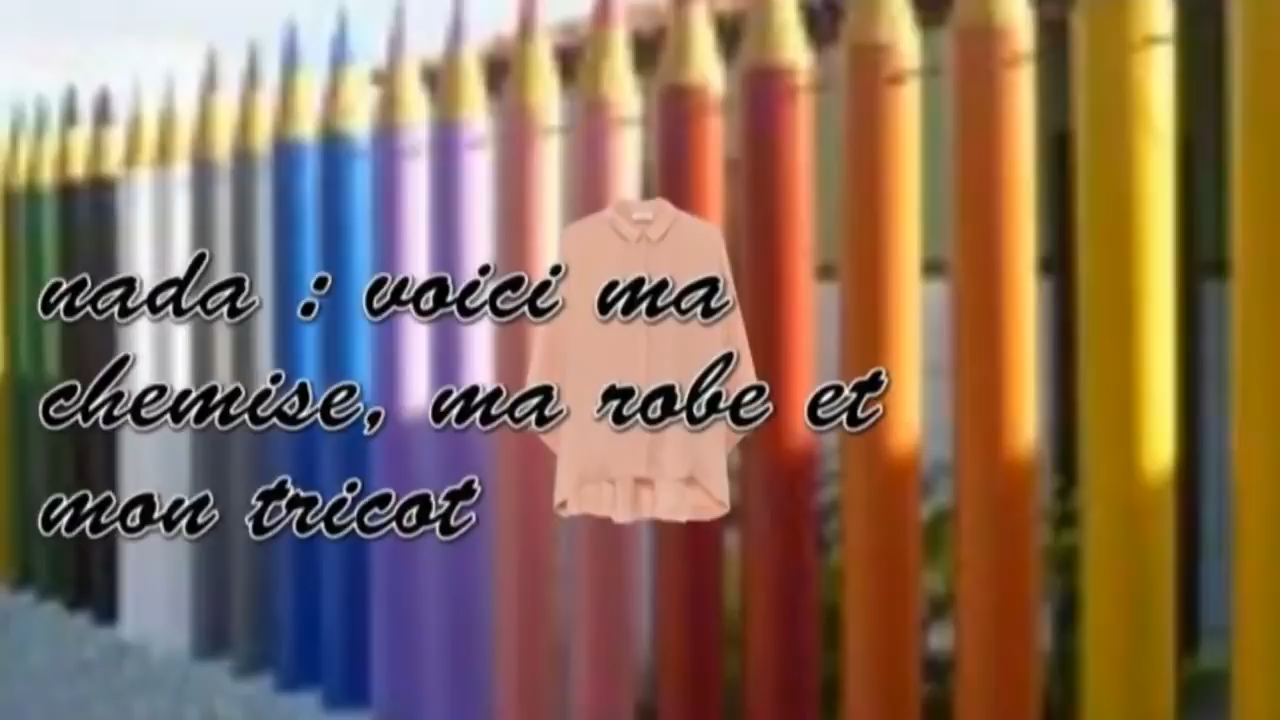 nada : voici ma
chemise, ma robe et
mon tricot